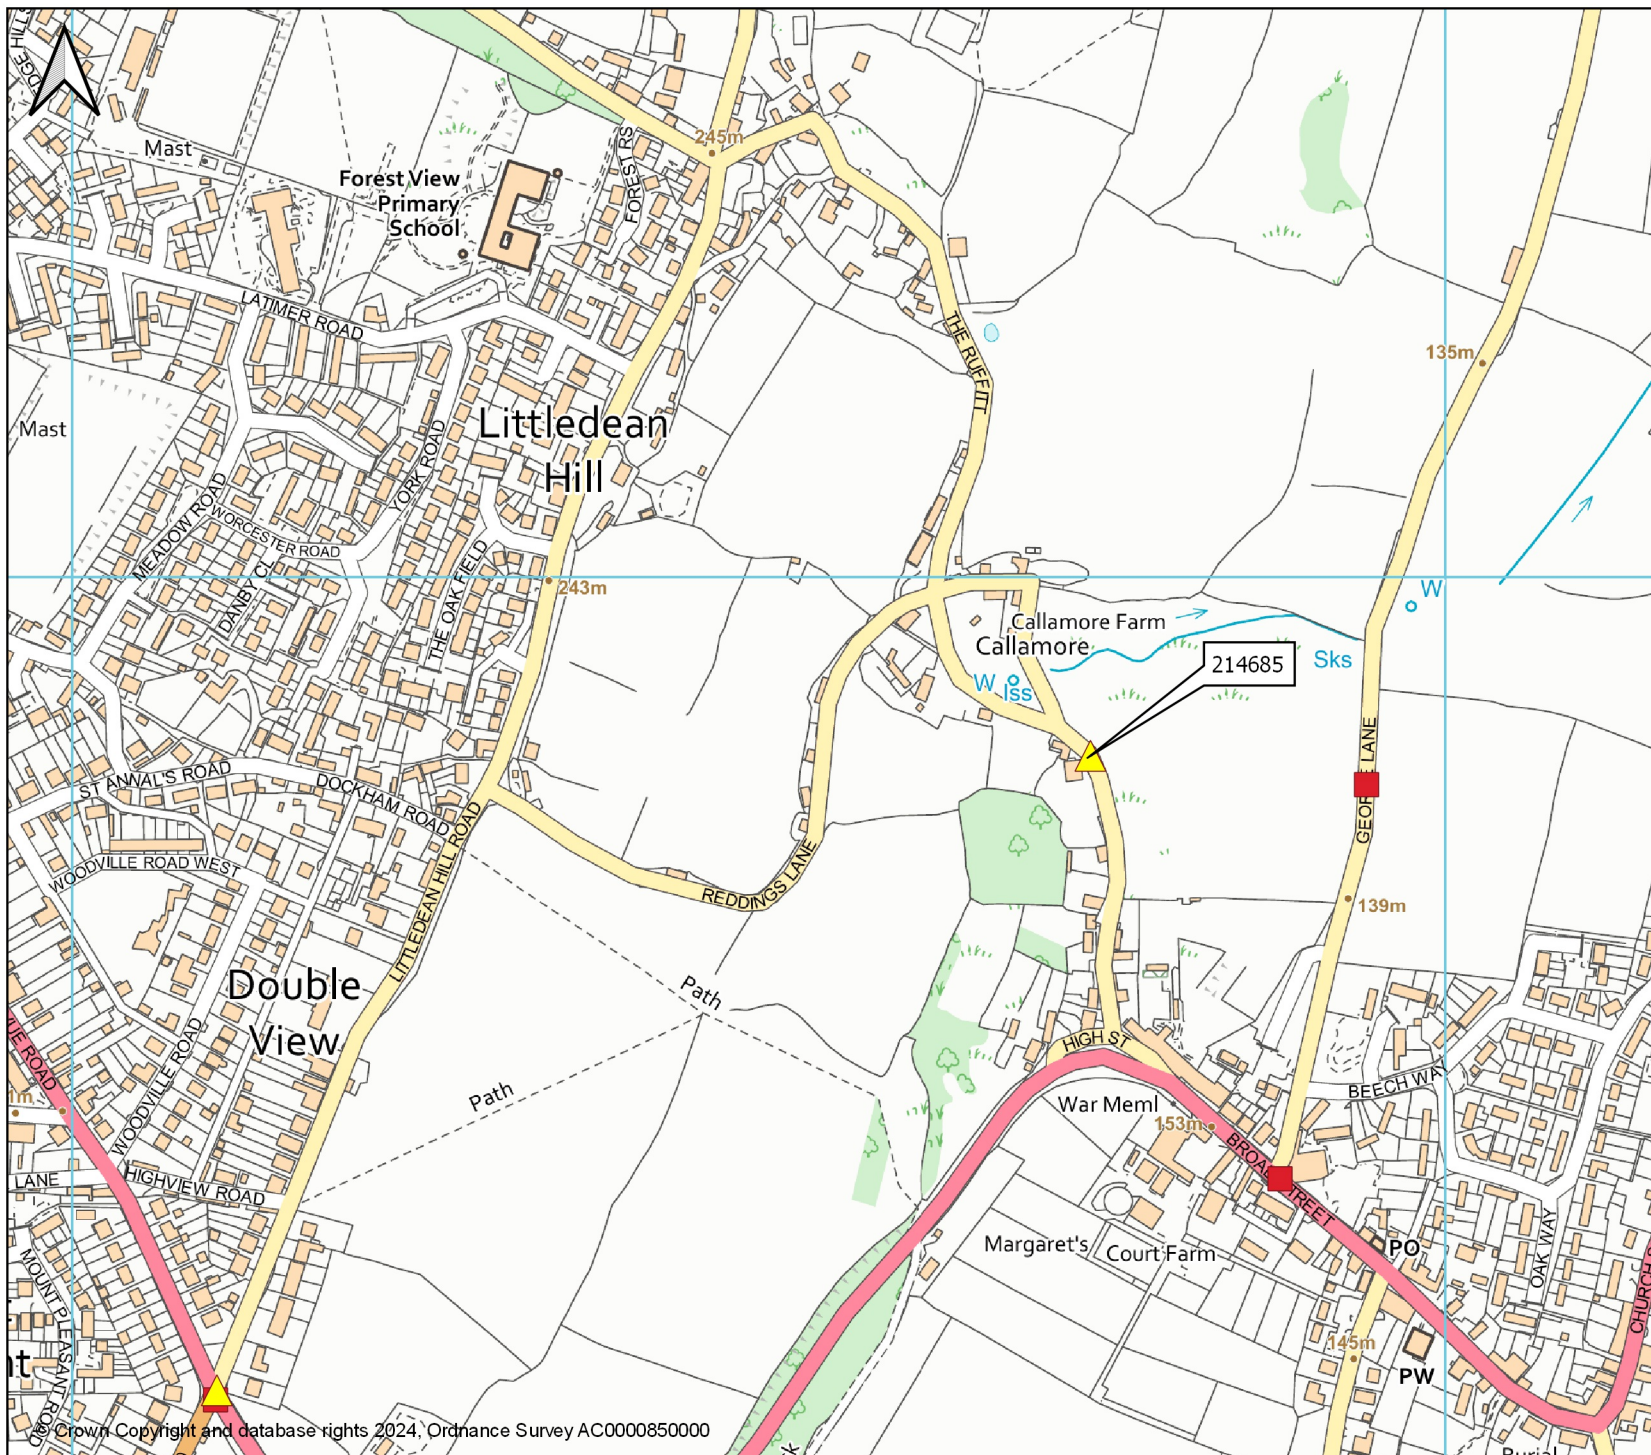 245m
Mast
Forest View
Primary
School
FOREST RS
LATIMER ROAD
THE RUFFITT
135m
Mast
Littledean
Hill
YORK ROAD
MEADOW ROAD
WORCESTER ROAD
DANBY CL
THE OAK FIELD
243m
W
Callamore Farm
Callamore
214685
Sks
W
Iss
ST ANNAL'S ROAD
DOCKHAM ROAD
LITTLEDEAN HILL ROAD
WOODVILLE ROAD WEST
REDDINGS LANE
LANE
139m
Double
View
Path
Path
WOODVILLE ROAD
HIGH ST
BEECH WAY
War Meml
153m
BROAD STREET
LANE
HIGHVIEW ROAD
MOUNT PLEASANT ROAD
Margaret's
Court Farm
PO
OAK WAY
145m
PW
© Crown Copyright and database rights 2024, Ordnance Survey AC0000850000